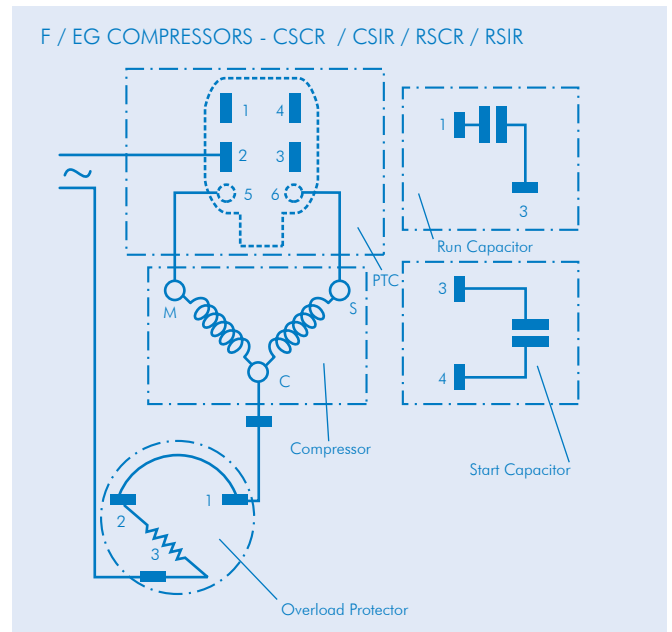 F / EG COMPRESSORS - CSCR / CSIR / RSCR / RSIR
1 4
2 3
5 6
1
3
Run Capacitor
PTC
M S
C
3
4
Compressor
Start Capacitor
1
2
3
Overload Protector